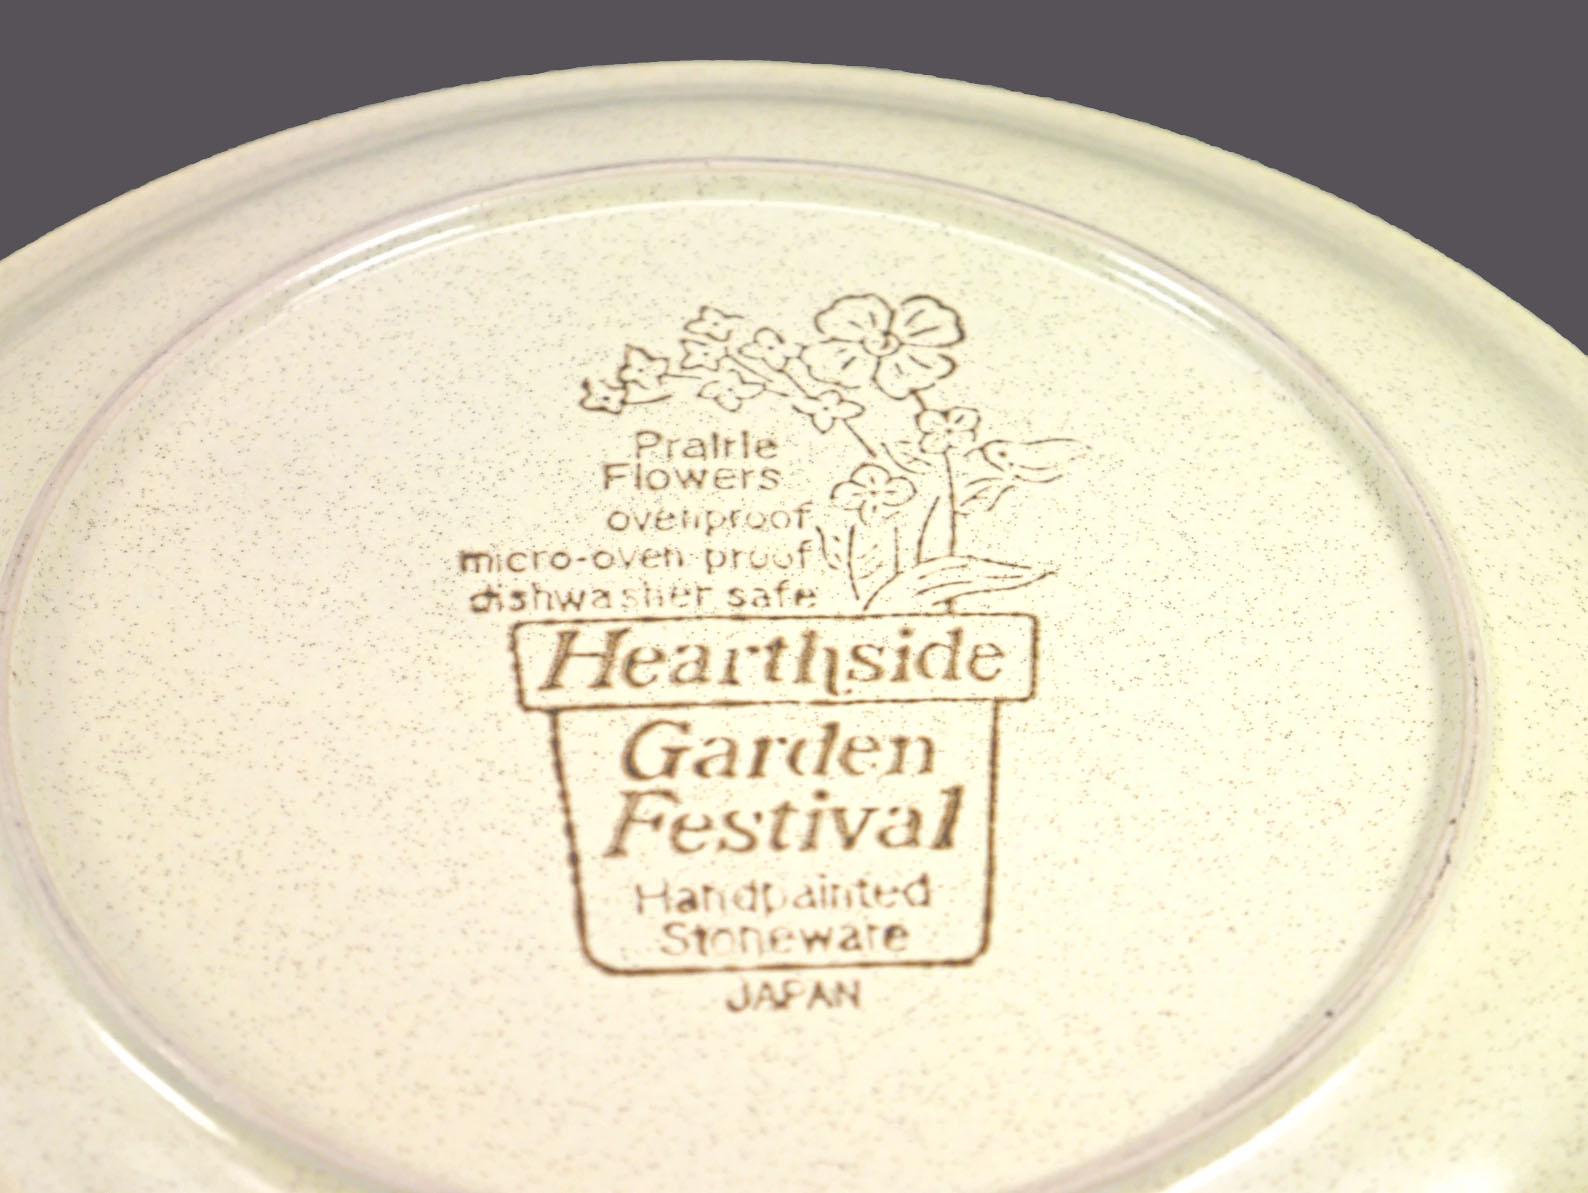 Prairie
Flowers
ovenproof
micro-oven proof
dishwasher safe
Hearthside
Garden
Festival
Handpainted
Stoneware
JAPAN